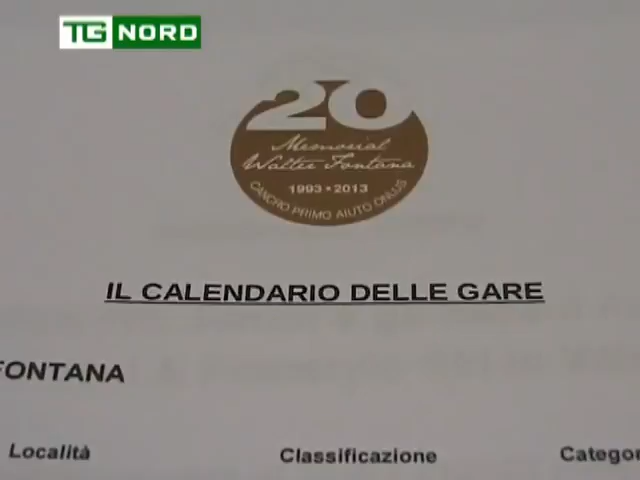 TG NORD
20
Memorial
Walter Fontana
1993 • 2013
CANCRO PRIMO AIUTO ONLUS
IL CALENDARIO DELLE GARE
FONTANA
Località Classificazione Categor